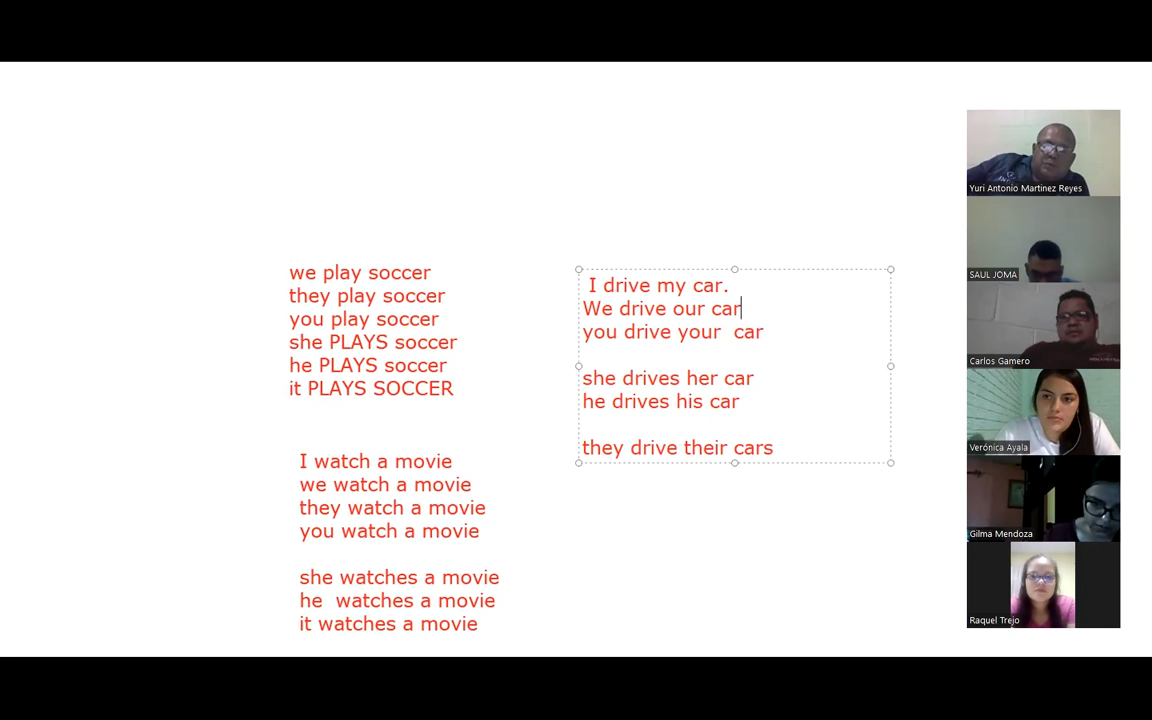 we play soccer
they play soccer
you play soccer
she PLAYS soccer
he PLAYS soccer
it PLAYS SOCCER
I watch a movie
we watch a movie
they watch a movie
you watch a movie
she watches a movie
he  watches a movie
it watches a movie
I drive my car.
We drive our car
you drive your  car
she drives her car
he drives his car
they drive their cars
Yuri Antonio Martinez Reyes
SAUL JOMA
Carlos Gamero
Verónica Ayala
Gilma Mendoza
Raquel Trejo